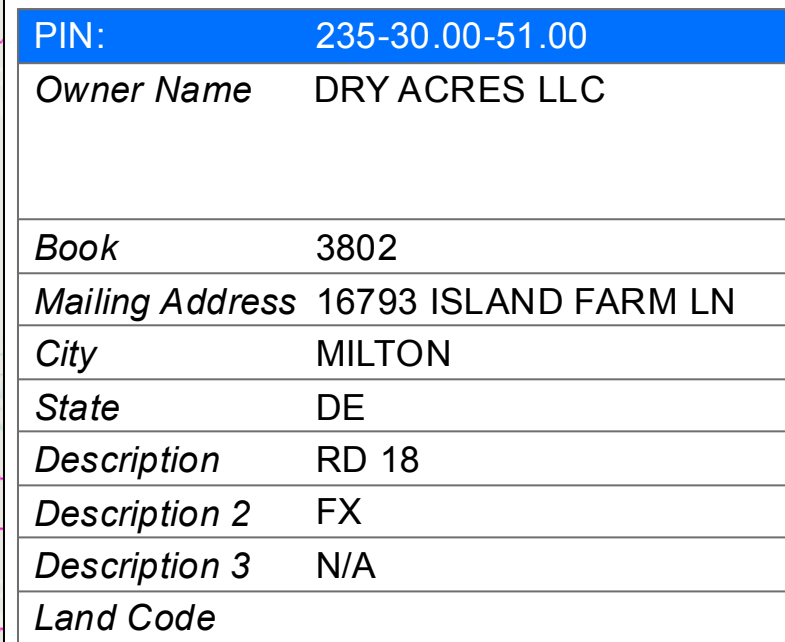 PIN: 235-30.00-51.00
Owner Name DRY ACRES LLC
Book 3802
Mailing Address 16793 ISLAND FARM LN
City MILTON
State DE
Description RD 18
Description 2 FX
Description 3 N/A
Land Code